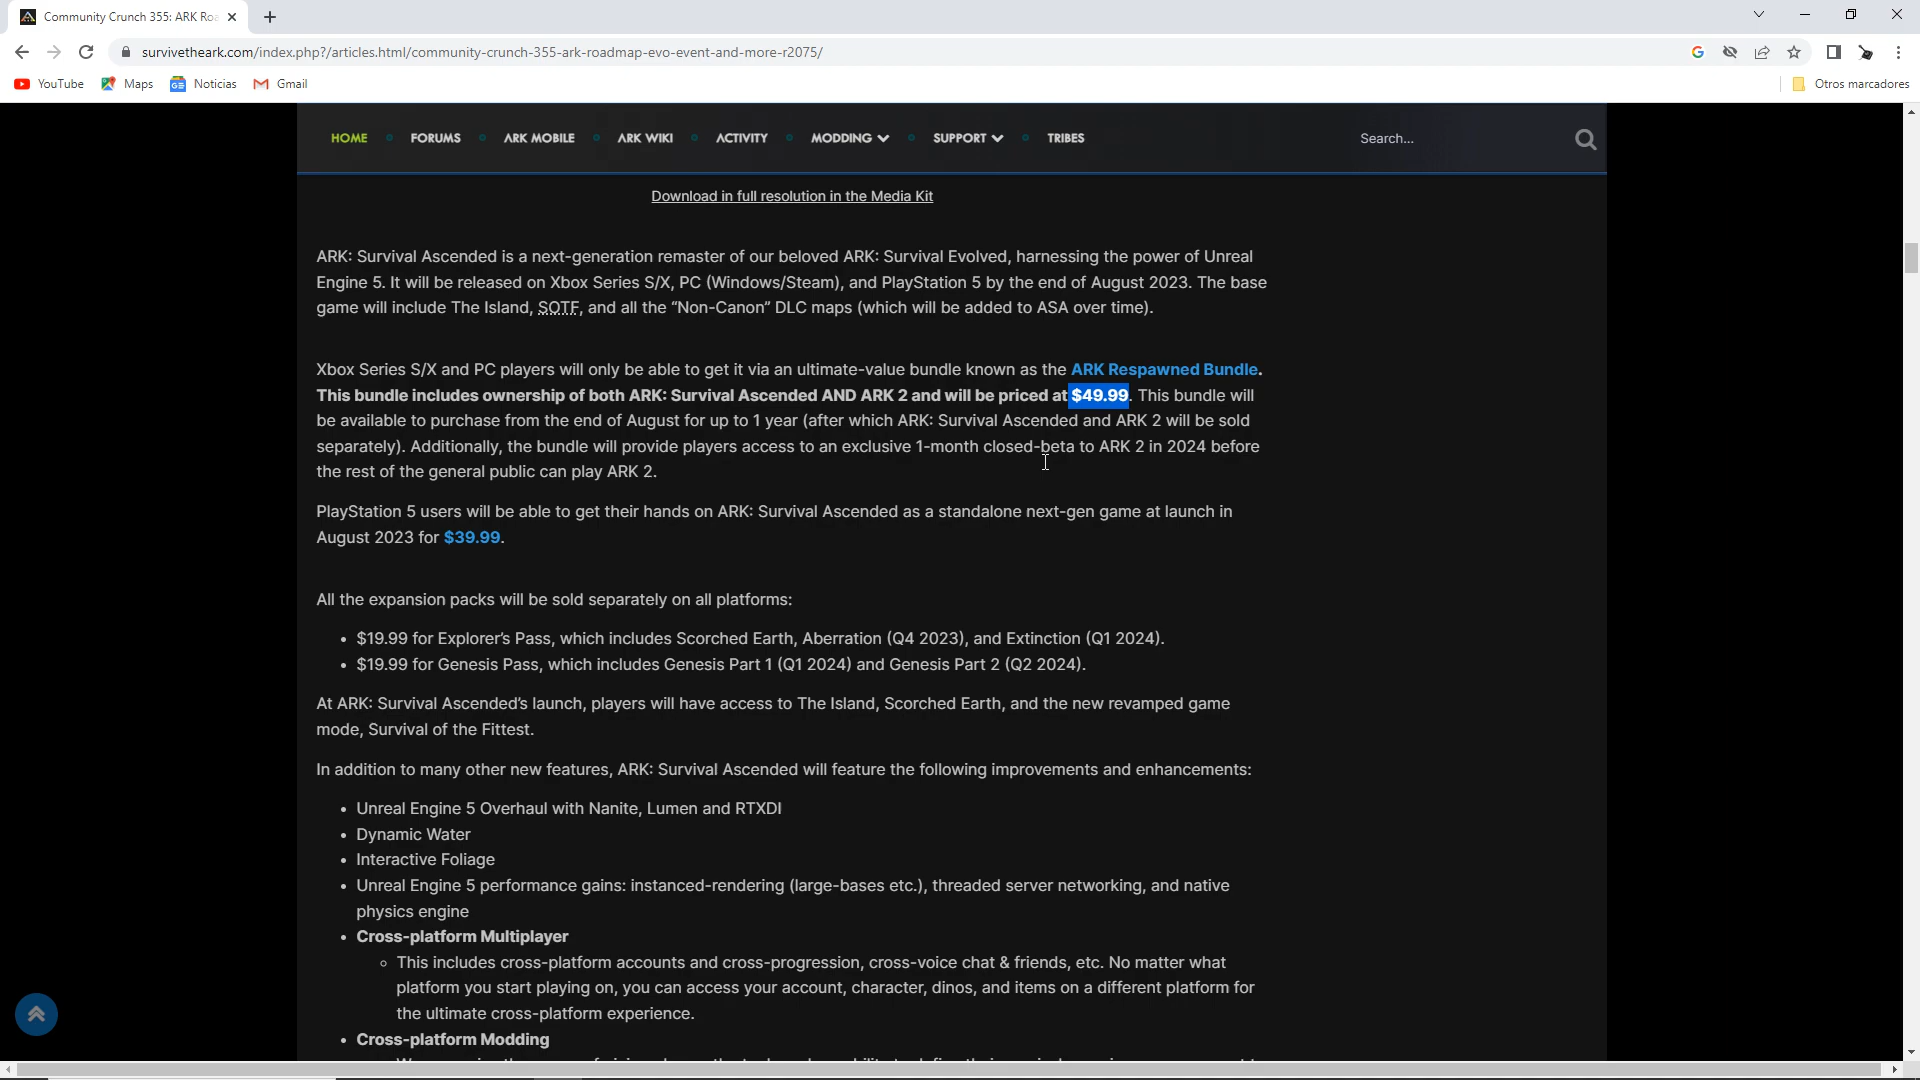 Community Crunch 355: ARK Roa
survivetheark.com/index.php?/articles.html/community-crunch-355-ark-roadmap-evo-event-and-more-r2075/
YouTube Maps Noticias Gmail Otros marcadores
HOME FORUMS ARK MOBILE ARK WIKI ACTIVITY MODDING SUPPORT TRIBES Search...
Download in full resolution in the Media Kit
ARK: Survival Ascended is a next-generation remaster of our beloved ARK: Survival Evolved, harnessing the power of Unreal
Engine 5. It will be released on Xbox Series S/X, PC (Windows/Steam), and PlayStation 5 by the end of August 2023. The base
game will include The Island, SOTF, and all the “Non-Canon” DLC maps (which will be added to ASA over time).
Xbox Series S/X and PC players will only be able to get it via an ultimate-value bundle known as the ARK Respawned Bundle.
This bundle includes ownership of both ARK: Survival Ascended AND ARK 2 and will be priced at $49.99. This bundle will
be available to purchase from the end of August for up to 1 year (after which ARK: Survival Ascended and ARK 2 will be sold
separately). Additionally, the bundle will provide players access to an exclusive 1-month closed-beta to ARK 2 in 2024 before
the rest of the general public can play ARK 2.
PlayStation 5 users will be able to get their hands on ARK: Survival Ascended as a standalone next-gen game at launch in
August 2023 for $39.99.
All the expansion packs will be sold separately on all platforms:
• $19.99 for Explorer's Pass, which includes Scorched Earth, Aberration (Q4 2023), and Extinction (Q1 2024).
• $19.99 for Genesis Pass, which includes Genesis Part 1 (Q1 2024) and Genesis Part 2 (Q2 2024).
At ARK: Survival Ascended's launch, players will have access to The Island, Scorched Earth, and the new revamped game
mode, Survival of the Fittest.
In addition to many other new features, ARK: Survival Ascended will feature the following improvements and enhancements:
• Unreal Engine 5 Overhaul with Nanite, Lumen and RTXDI
• Dynamic Water
• Interactive Foliage
• Unreal Engine 5 performance gains: instanced-rendering (large-bases etc.), threaded server networking, and native
physics engine
• Cross-platform Multiplayer
This includes cross-platform accounts and cross-progression, cross-voice chat & friends, etc. No matter what
platform you start playing on, you can access your account, character, dinos, and items on a different platform for
the ultimate cross-platform experience.
• Cross-platform Modding